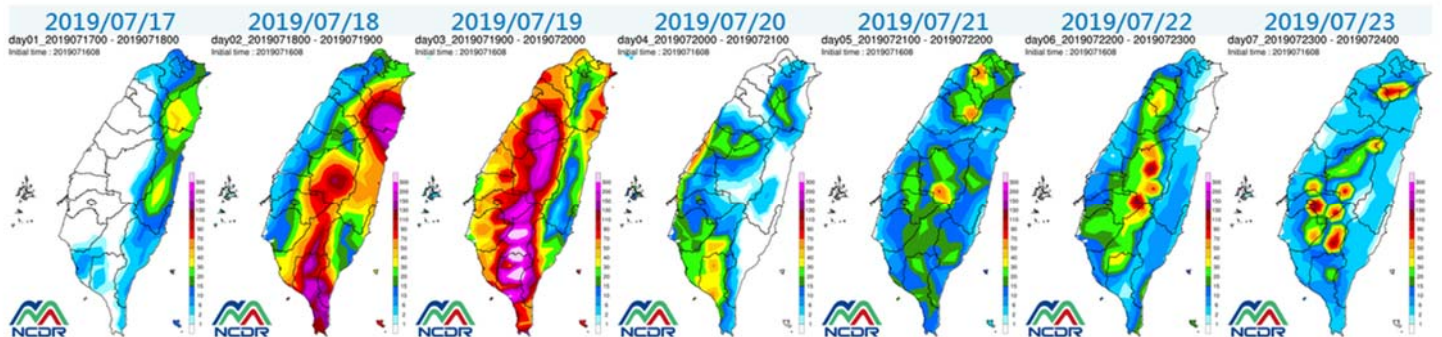 2019/07/17
day01_2019071700 - 2019071800
Initial time : 2019071608
NCDR
2019/07/18
day02_2019071800 - 2019071900
Initial time : 2019071608
NCDR
2019/07/19
day03_2019071900 - 2019072000
Initial time : 2019071608
NCDR
2019/07/20
day04_2019072000 - 2019072100
Initial time : 2019071608
NCDR
2019/07/21
day05_2019072100 - 2019072200
Initial time : 2019071608
NCDR
2019/07/22
day06_2019072200 - 2019072300
Initial time : 2019071608
NCDR
2019/07/23
day07_2019072300 - 2019072400
Initial time : 2019071608
NCDR